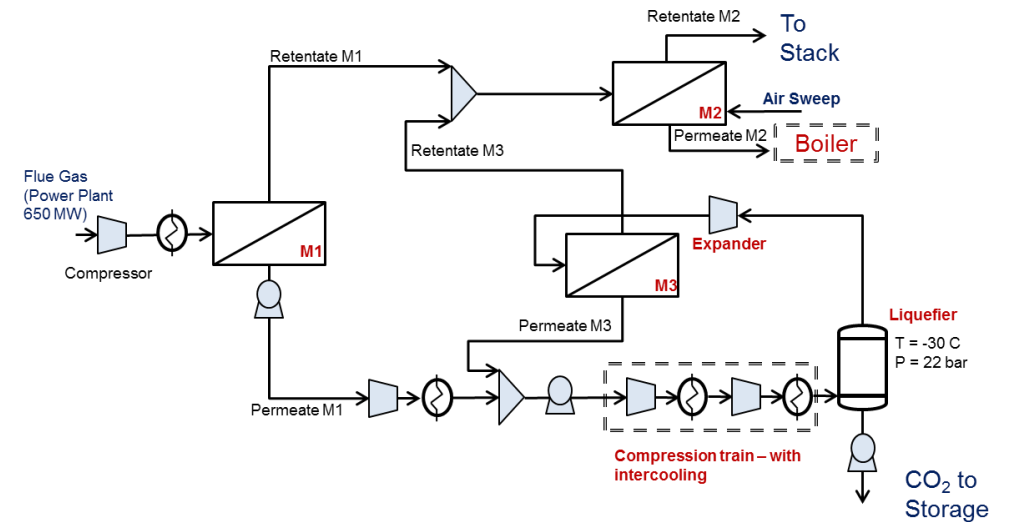 Retentate M2
To
Stack
Retentate M1
Air Sweep
M2
Permeate M2
Boiler
Retentate M3
Flue Gas
(Power Plant
650 MW)
Compressor
M1
Expander
M3
Permeate M3
Liquefier
T = -30 C
P = 22 bar
Permeate M1
Compression train – with
intercooling
CO₂ to
Storage